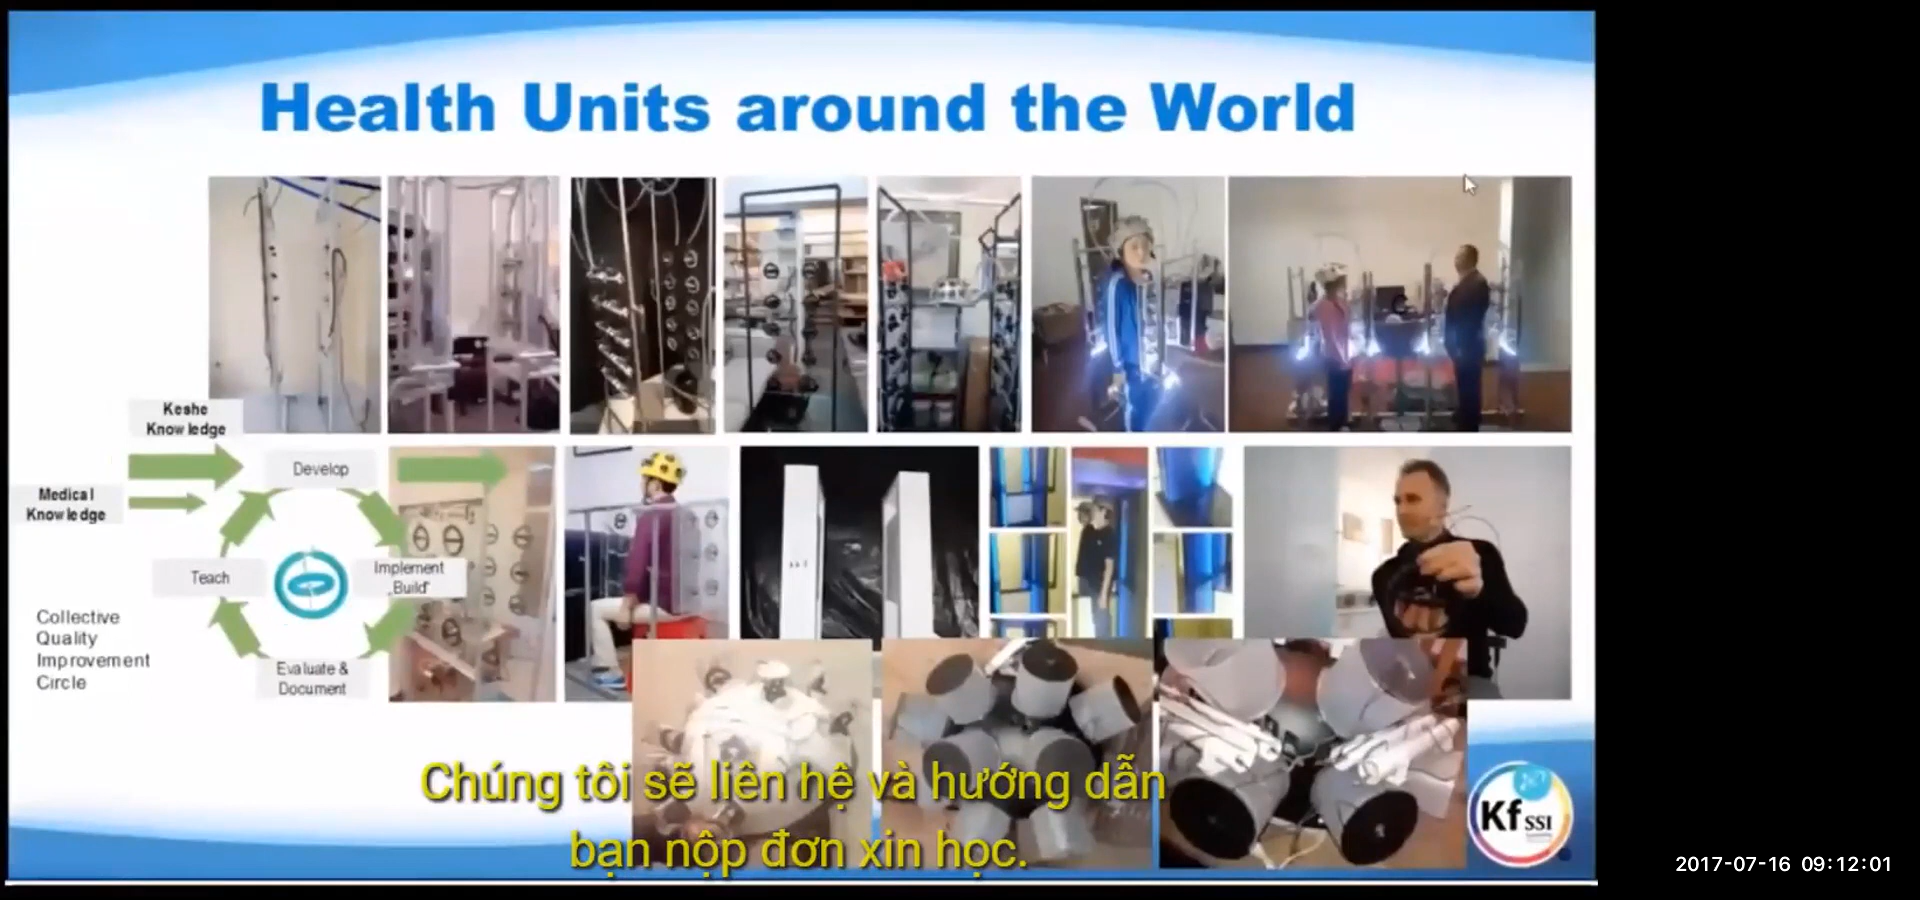 Health Units around the World
Keshe
Knowledge
Develop
Medical
Knowledge
Teach
Implement
„Build“
Collective
Quality
Improvement
Circle
Evaluate &
Document
Chúng tôi sẽ liên hệ và hướng dẫn
bạn nộp đơn xin học.
Kf SSI
2017-07-16 09:12:01